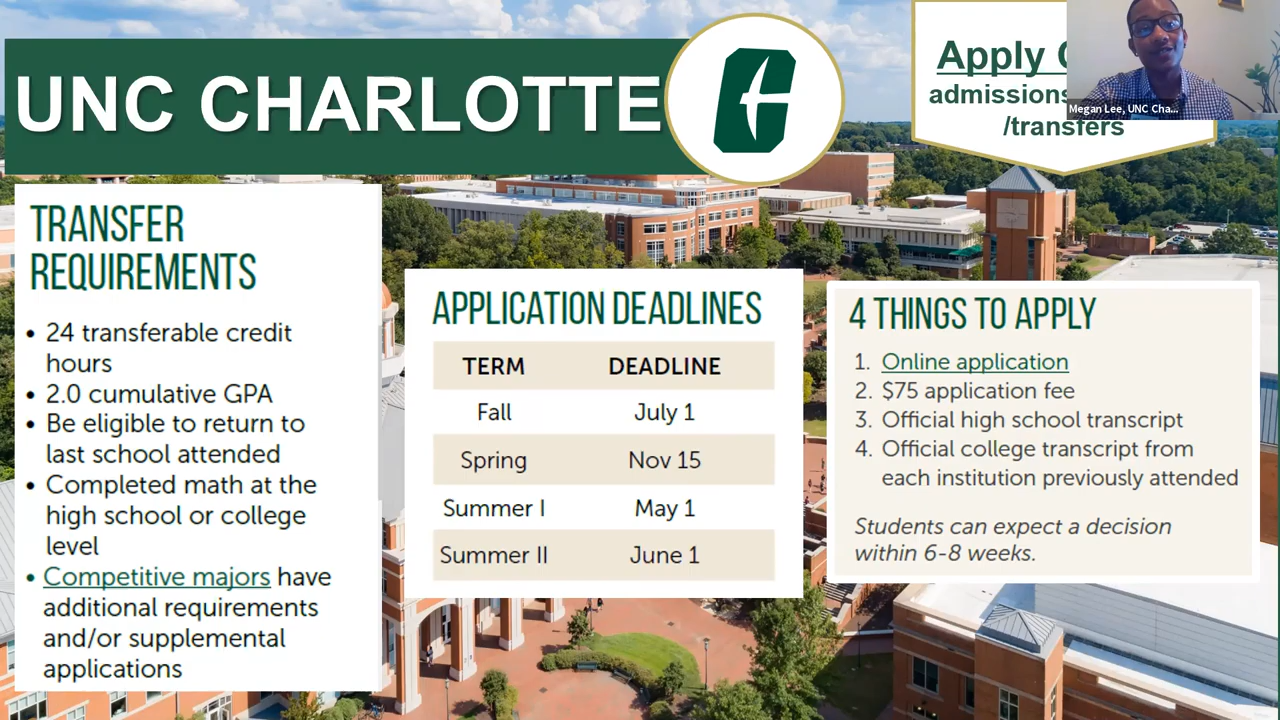 UNC CHARLOTTE
Apply
admissions
/transfers
Megan Lee, UNC Cha...
TRANSFER
REQUIREMENTS
• 24 transferable credit
hours
• 2.0 cumulative GPA
• Be eligible to return to
last school attended
• Completed math at the
high school or college
level
• Competitive majors have
additional requirements
and/or supplemental
applications
APPLICATION DEADLINES
TERM DEADLINE
Fall July 1
Spring Nov 15
Summer I May 1
Summer II June 1
4 THINGS TO APPLY
1. Online application
2. $75 application fee
3. Official high school transcript
4. Official college transcript from
each institution previously attended
Students can expect a decision
within 6-8 weeks.